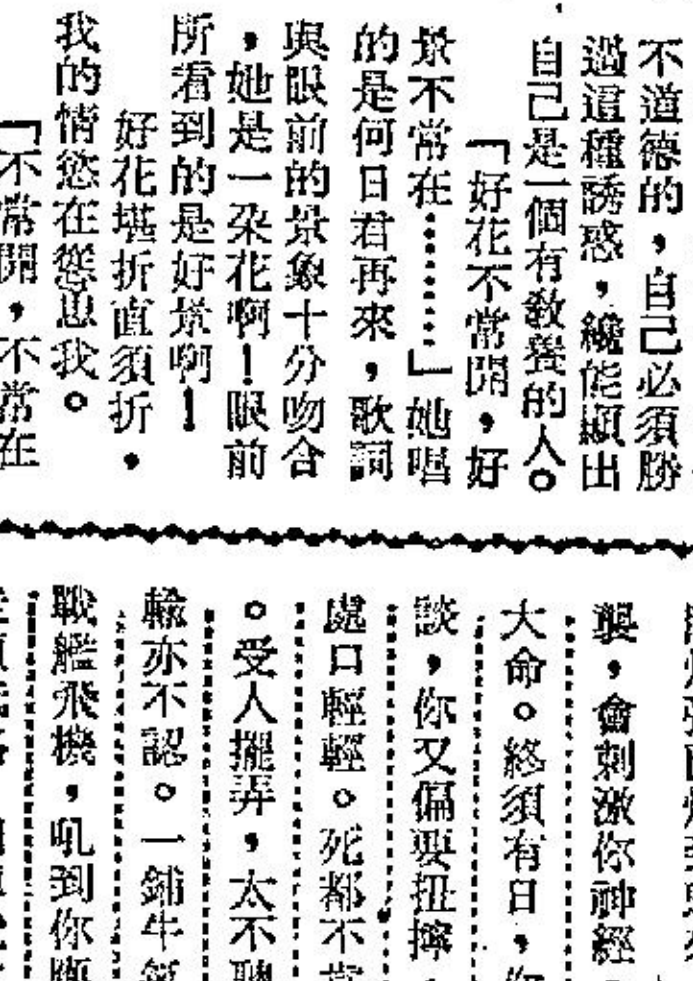 不道德的，自己必須勝
過這種誘惑，纔能顯出
自己是一個有教養的人。
「好花不常開，好
景不常在………」她唱
的是何日君再來，歌詞
與眼前的景象十分吻合
，她是一朶花啊！眼前
所看到的是好景啊！
好花堪折直須折，
我的情慾在慫恿我。
「不常開，不常在
襲，會刺激你神經
大命。終須有日，你
談，你又偏要扭擰
處口輕輕。死都不肯
。受人擺弄，太不聰
輸亦不認。一鋪牛
戰艦飛機，吼到你